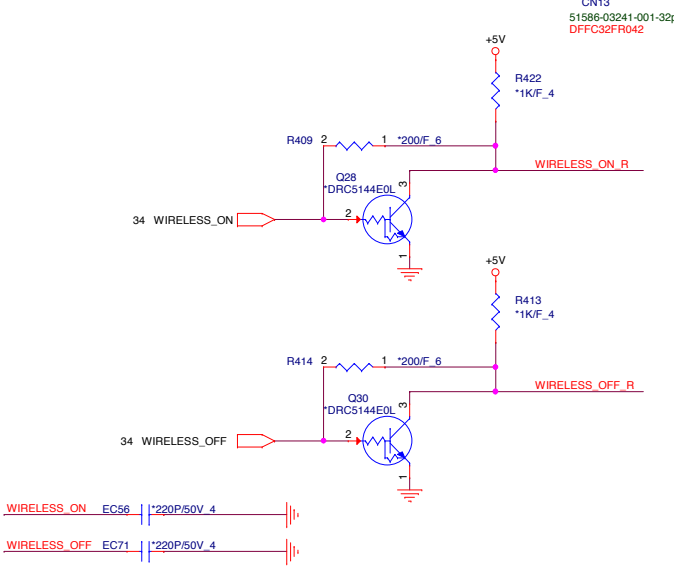 CN13
51586-03241-001-32p
DFFC32FR042
+5V
R422
*1K/F_4
R409 2 1 *200/F_6
WIRELESS_ON_R
Q28
*DRC5144E0L
3
2
34 WIRELESS_ON
1
+5V
R413
*1K/F_4
R414 2 1 *200/F_6
WIRELESS_OFF_R
Q30
*DRC5144E0L
3
2
34 WIRELESS_OFF
1
WIRELESS_ON EC56 *220P/50V_4
WIRELESS_OFF EC71 *220P/50V_4